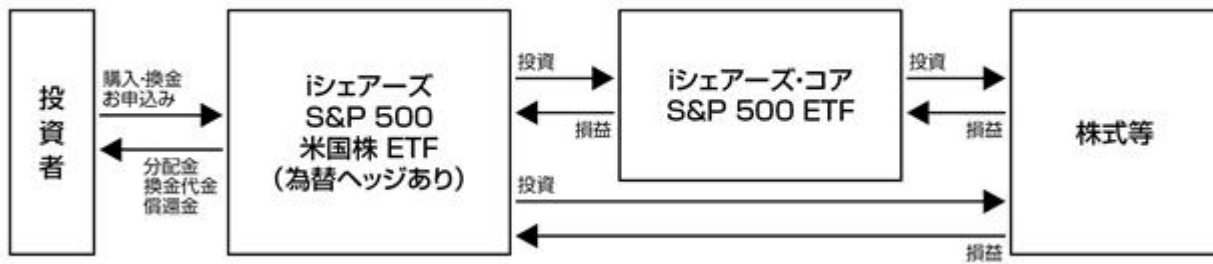 投資者
購入・換金
お申込み
分配金
換金代金
償還金
iシェアーズ
S&P 500
米国株 ETF
（為替ヘッジあり）
投資
損益
iシェアーズ・コア
S&P 500 ETF
投資
損益
投資
損益
株式等